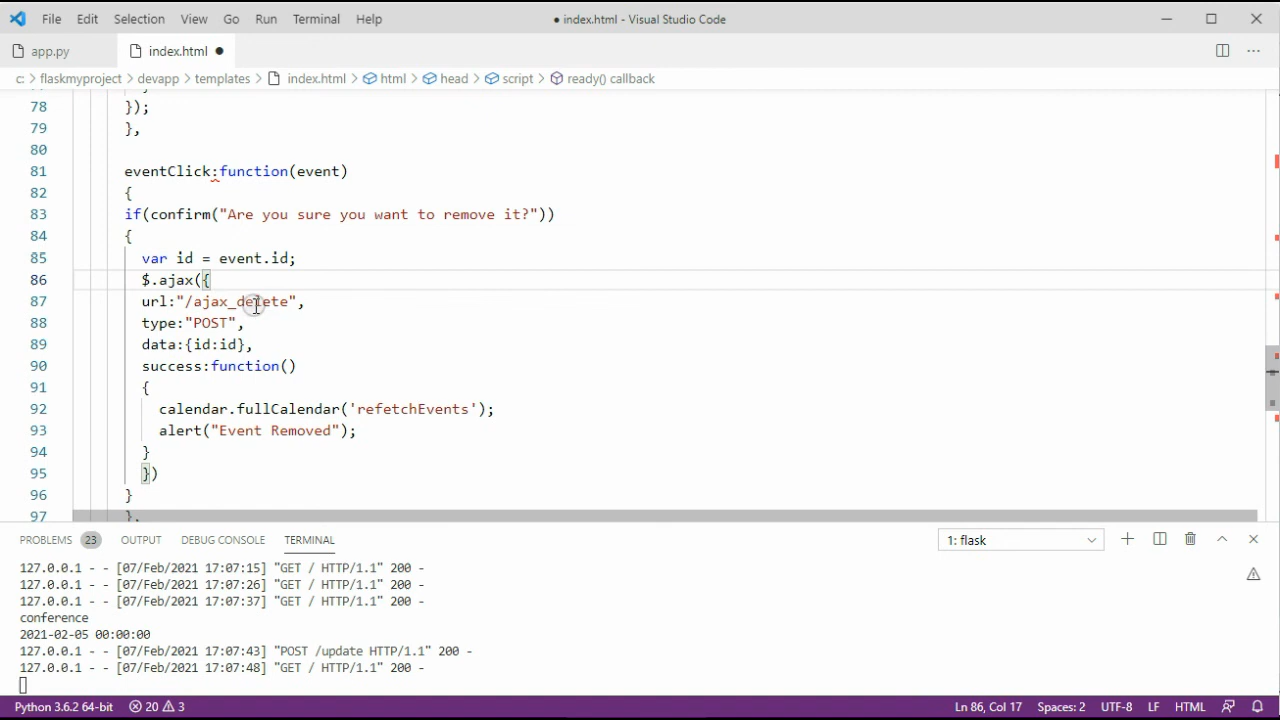 File Edit Selection View Go Run Terminal Help ● index.html - Visual Studio Code
app.py index.html ●
c: > flaskmyproject > devapp > templates > index.html > html > head > script > ready() callback
78 });
79 },
80
81 eventClick:function(event)
82 {
83 if(confirm("Are you sure you want to remove it?"))
84 {
85 var id = event.id;
86 $.ajax({
87 url:"/ajax_delete",
88 type:"POST",
89 data:{id:id},
90 success:function()
91 {
92 calendar.fullCalendar('refetchEvents');
93 alert("Event Removed");
94 }
95 })
96 }
97 },
PROBLEMS 23 OUTPUT DEBUG CONSOLE TERMINAL 1: flask
127.0.0.1 - - [07/Feb/2021 17:07:15] "GET / HTTP/1.1" 200 -
127.0.0.1 - - [07/Feb/2021 17:07:26] "GET / HTTP/1.1" 200 -
127.0.0.1 - - [07/Feb/2021 17:07:37] "GET / HTTP/1.1" 200 -
conference
2021-02-05 00:00:00
127.0.0.1 - - [07/Feb/2021 17:07:43] "POST /update HTTP/1.1" 200 -
127.0.0.1 - - [07/Feb/2021 17:07:48] "GET / HTTP/1.1" 200 -
Python 3.6.2 64-bit 20 3 Ln 86, Col 17 Spaces: 2 UTF-8 LF HTML